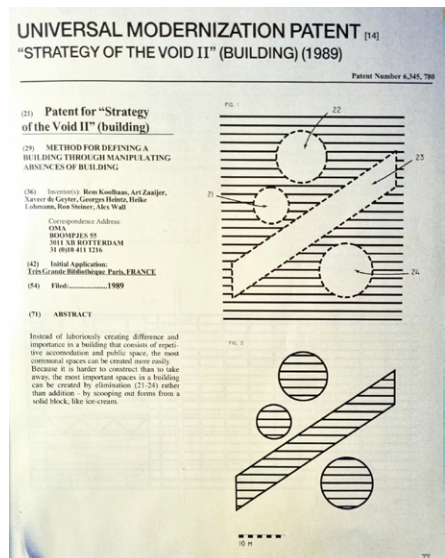 UNIVERSAL MODERNIZATION PATENT [14]
“STRATEGY OF THE VOID II” (BUILDING) (1989)
Patent Number 6,345, 780
(21) Patent for “Strategy
of the Void II” (building)
(29) METHOD FOR DEFINING A
BUILDING THROUGH MANIPULATING
ABSENCES OF BUILDING
(36) Inventor(s): Rem Koolhaas, Art Zaaijer,
Xaveer de Geyter, Georges Heintz, Heike
Lohmann, Ron Steiner, Alex Wall
Correspondence Address:
OMA
BOOMPJES 55
3011 XB ROTTERDAM
31 (0)10 411 1216
(42) Initial Application:
Très Grande Bibliothèque Paris, FRANCE
(54) Filed:..............1989
(71) ABSTRACT
Instead of laboriously creating difference and
importance in a building that consists of repeti-
tive accomodation and public space, the most
communal spaces can be created more easily.
Because it is harder to construct than to take
away, the most important spaces in a building
can be created by elimination (21-24) rather
than addition - by scooping out forms from a
solid block, like ice-cream.
FIG. 1
22
23
21
24
FIG. 2
10 M
77